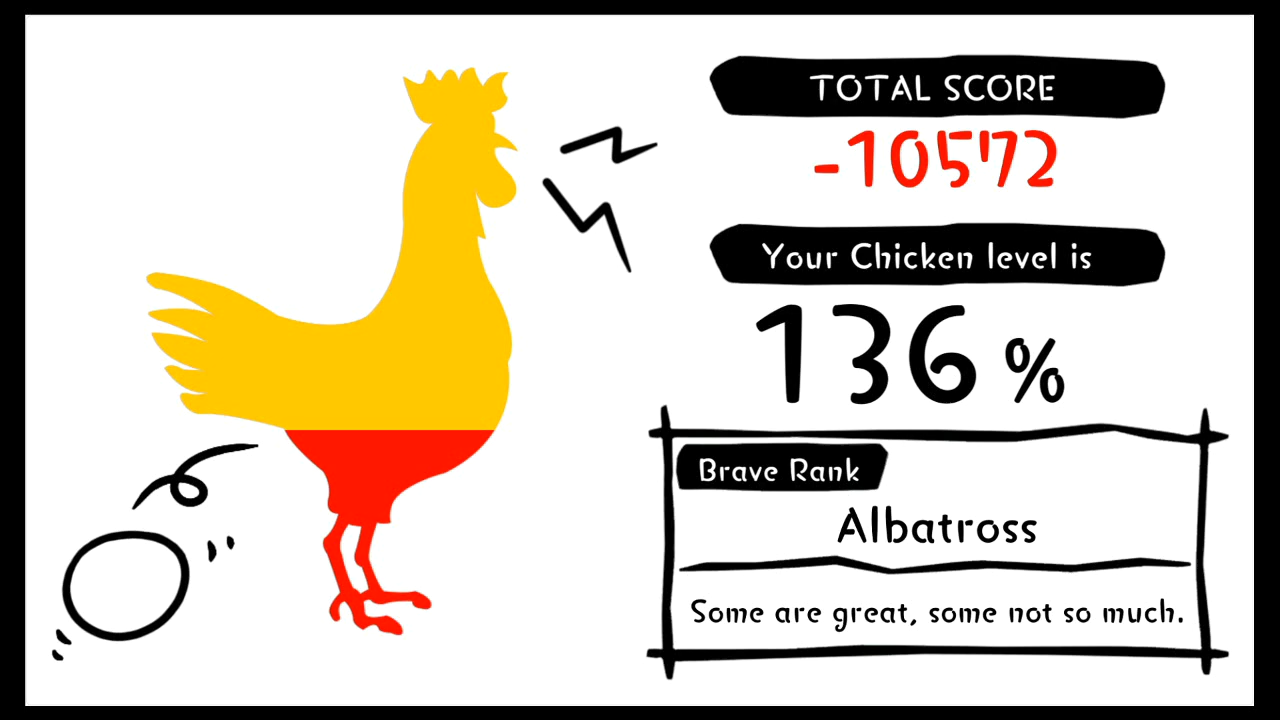 TOTAL SCORE
-10572
Your Chicken level is
136 %
Brave Rank
Albatross
Some are great, some not so much.